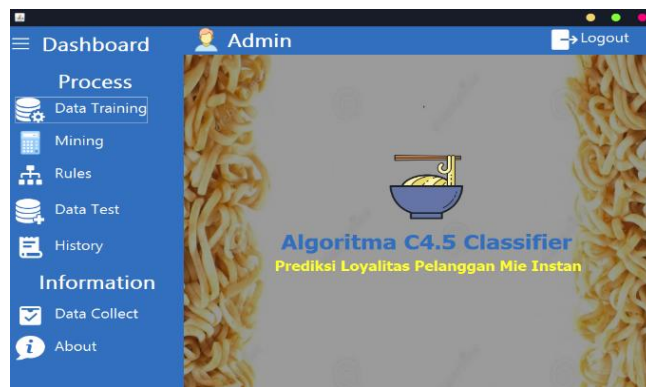 Dashboard
Admin
Logout
Process
Data Training
Mining
Rules
Data Test
History
Information
Data Collect
About
Algoritma C4.5 Classifier
Prediksi Loyalitas Pelanggan Mie Instan